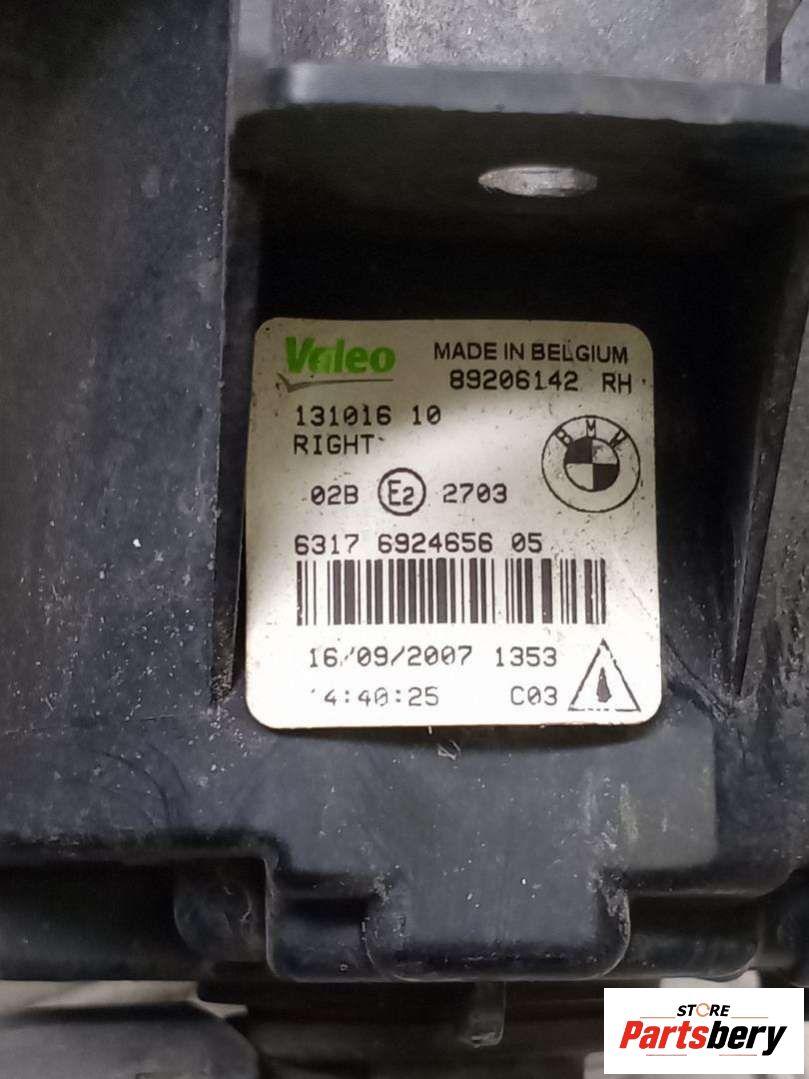 Valeo
MADE IN BELGIUM
89206142 RH
131016 10
RIGHT
BMW
02B E2 2703
6317 6924656 05
16/09/2007 1353
4:40:25 C03
STORE
Partsbery